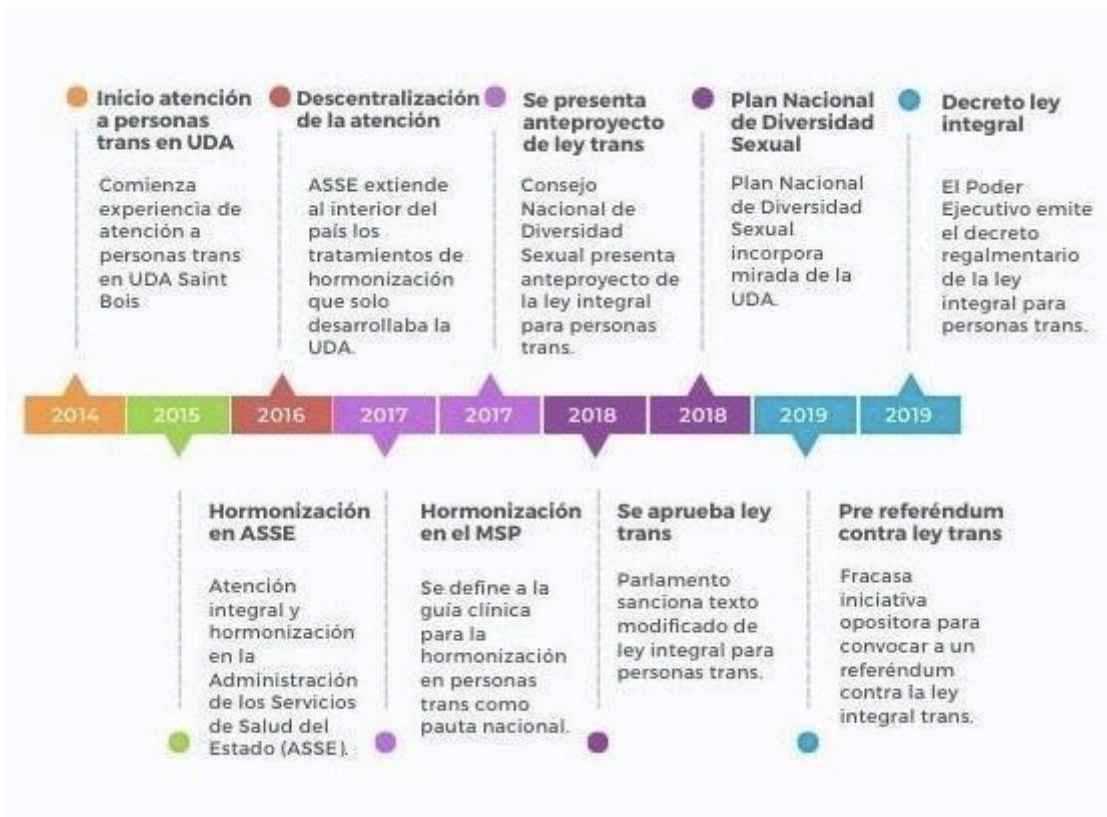 Inicio atención
a personas
trans en UDA
Comienza
experiencia de
atención a
personas trans
en UDA Saint
Bois
Descentralización
de la atención
ASSE extiende
al interior del
país los
tratamientos de
hormonización
que solo
desarrollaba la
UDA.
Se presenta
anteproyecto
de ley trans
Consejo
Nacional de
Diversidad
Sexual presenta
anteproyecto de
la ley integral
para personas
trans.
Plan Nacional
de Diversidad
Sexual
Plan Nacional
de Diversidad
Sexual
incorpora
mirada de la
UDA.
Decreto ley
integral
El Poder
Ejecutivo emite
el decreto
regalmentario
de la ley
integral para
personas trans.
2014 2015 2016 2017 2017 2018 2018 2019 2019
Hormonización
en ASSE
Atención
integral y
hormonización
en la
Administración
de los Servicios
de Salud del
Estado (ASSE).
Hormonización
en el MSP
Se define a la
guía clínica
para la
hormonización
en personas
trans como
pauta nacional.
Se aprueba ley
trans
Parlamento
sanciona texto
modificado de
ley integral para
personas trans.
Pre referéndum
contra ley trans
Fracasa
iniciativa
opositora para
convocar a un
referéndum
contra la ley
integral trans.